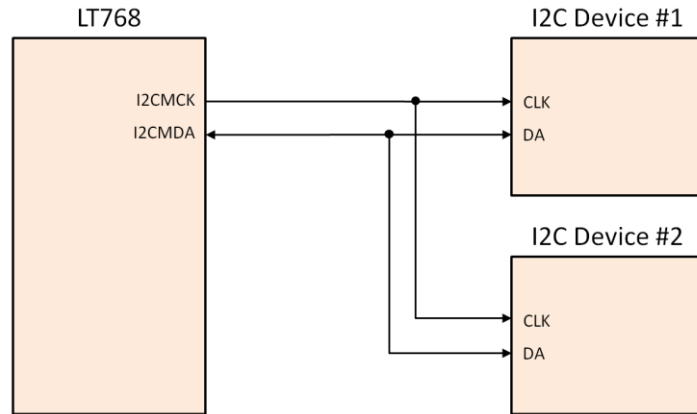 LT768
I2C Device #1
I2CMCK
CLK
I2CMDA
DA
I2C Device #2
CLK
DA